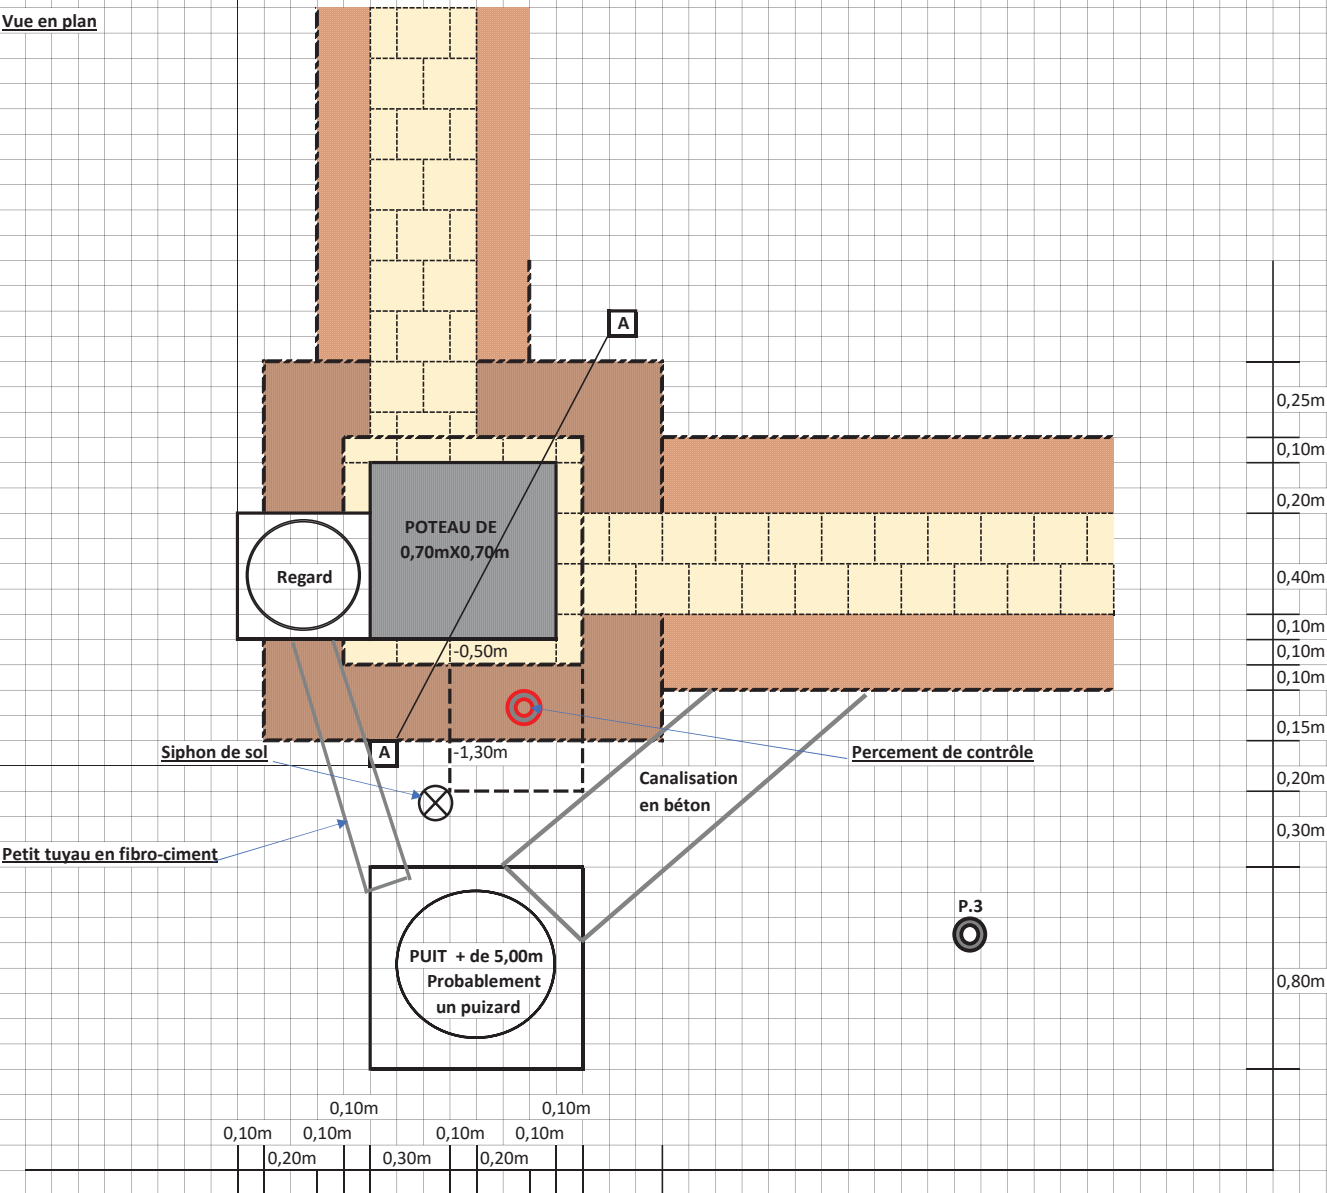 Vue en plan
A
0,25m
0,10m
0,20m
POTEAU DE
0,70mX0,70m
Regard
0,40m
0,10m
-0,50m
0,10m
0,10m
0,15m
Siphon de sol
A
-1,30m
Percement de contrôle
Canalisation
en béton
0,20m
0,30m
Petit tuyau en fibro-ciment
P.3
PUIT + de 5,00m
Probablement
un puizard
0,80m
0,10m 0,10m
0,10m 0,10m 0,10m 0,10m
0,20m 0,30m 0,20m